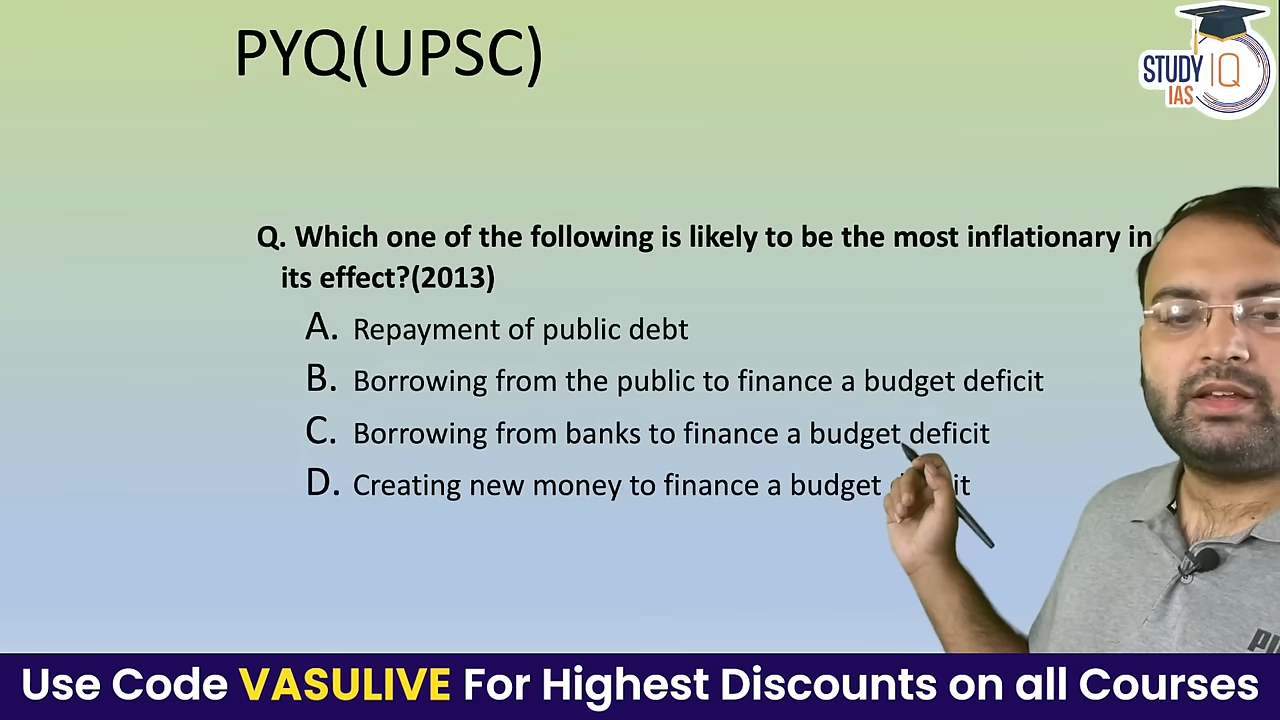 PYQ(UPSC)
STUDY IQ
IAS
Q. Which one of the following is likely to be the most inflationary in
its effect?(2013)
A. Repayment of public debt
B. Borrowing from the public to finance a budget deficit
C. Borrowing from banks to finance a budget deficit
D. Creating new money to finance a budget
Use Code VASULIVE For Highest Discounts on all Courses